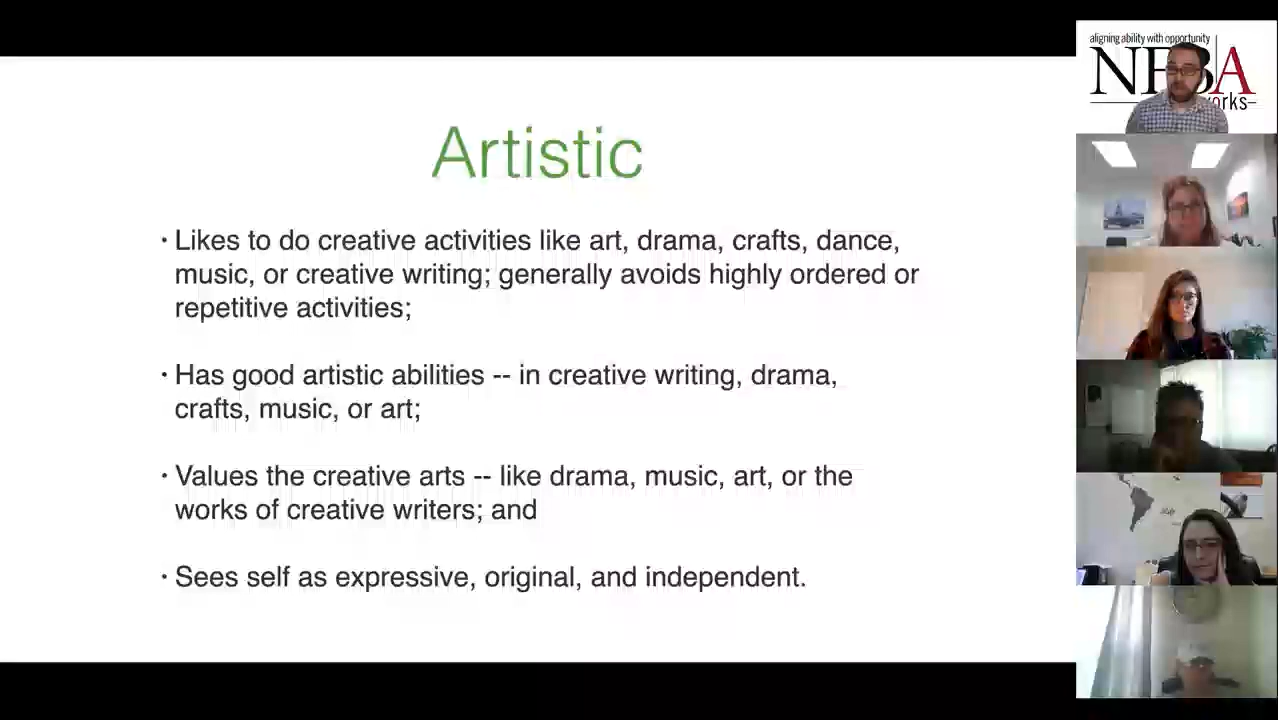 Artistic
· Likes to do creative activities like art, drama, crafts, dance,
music, or creative writing; generally avoids highly ordered or
repetitive activities;
· Has good artistic abilities -- in creative writing, drama,
crafts, music, or art;
· Values the creative arts -- like drama, music, art, or the
works of creative writers; and
· Sees self as expressive, original, and independent.
aligning ability with opportunity